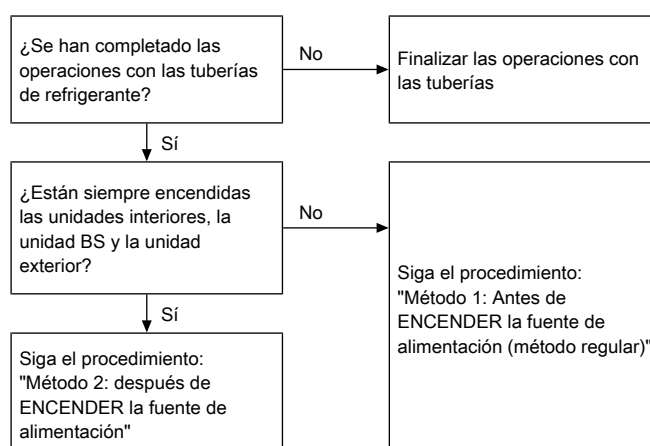 ¿Se han completado las
operaciones con las tuberías
de refrigerante?
No
Finalizar las operaciones con
las tuberías
Sí
¿Están siempre encendidas
las unidades interiores, la
unidad BS y la unidad
exterior?
No
Siga el procedimiento:
"Método 1: Antes de
ENCENDER la fuente de
alimentación (método regular)"
Sí
Siga el procedimiento:
"Método 2: después de
ENCENDER la fuente de
alimentación"